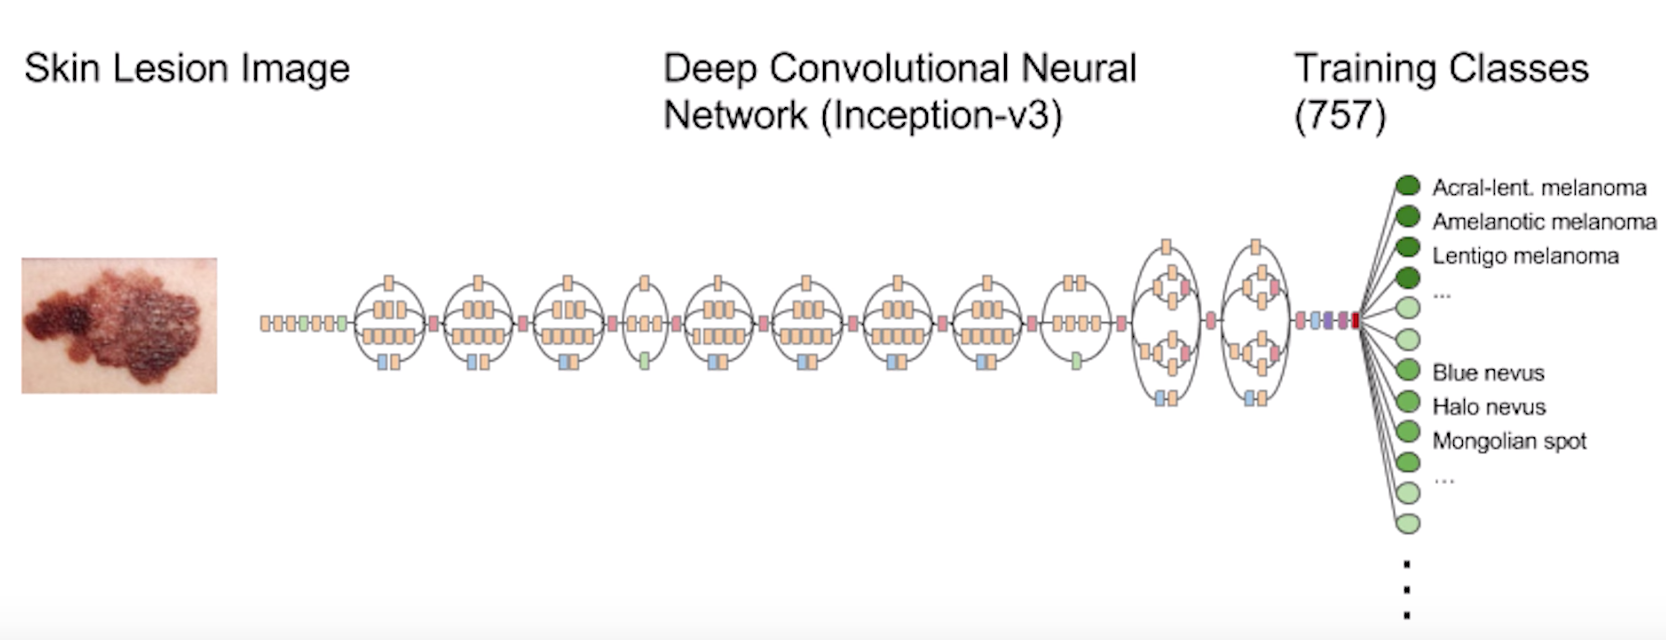 Skin Lesion Image
Deep Convolutional Neural
Network (Inception-v3)
Training Classes
(757)
Acral-lent. melanoma
Amelanotic melanoma
Lentigo melanoma
...
Blue nevus
Halo nevus
Mongolian spot
...